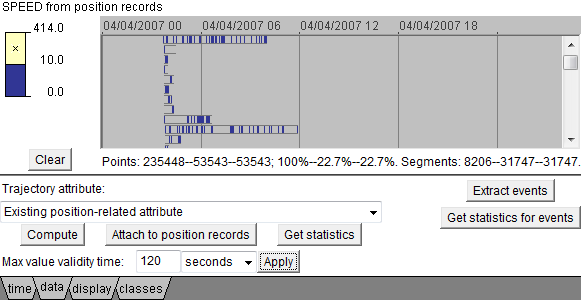 SPEED from position records
414.0
×
10.0
0.0
04/04/2007 00 04/04/2007 06 04/04/2007 12 04/04/2007 18
Clear
Points: 235448--53543--53543; 100%--22.7%--22.7%. Segments: 8206--31747--31747.
Trajectory attribute:
Extract events
Existing position-related attribute
Get statistics for events
Compute Attach to position records Get statistics
Max value validity time: 120 seconds Apply
time data display classes